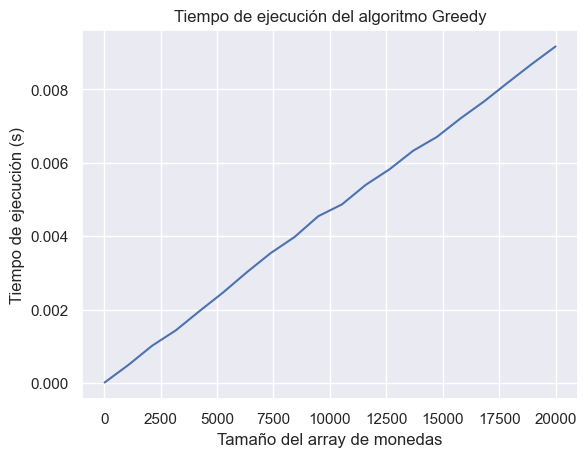 Tiempo de ejecución del algoritmo Greedy
Tiempo de ejecución (s)
0.008
0.006
0.004
0.002
0.000
0 2500 5000 7500 10000 12500 15000 17500 20000
Tamaño del array de monedas